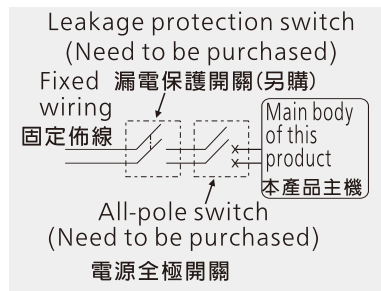 Leakage protection switch
(Need to be purchased)
漏電保護開關(另購)
Fixed
wiring
固定佈線
Main body
of this
product
本產品主機
All-pole switch
(Need to be purchased)
電源全極開關